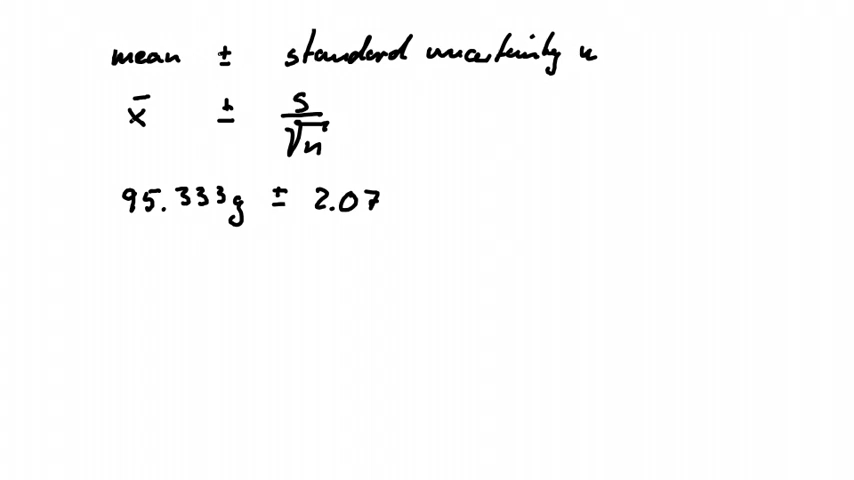 mean ± standard uncertainty u
x̄ ± s/√n
95.333g ± 2.07